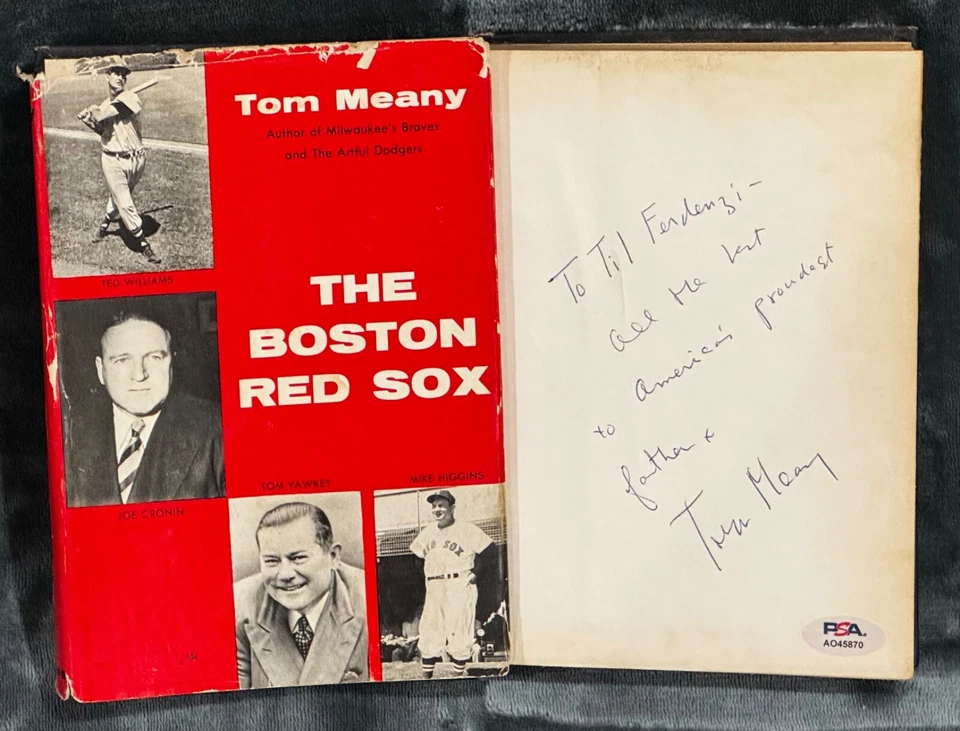 Tom Meany
Author of Milwaukee's Braves
and The Artful Dodgers
TED WILLIAMS
THE
BOSTON
RED SOX
JOE CRONIN
TOM YAWKEY
MIKE HIGGINS
RED SOX
To Til Ferdenzi-
All the best
to America's proudest
father
Tom Meany
PSA.
AO45870